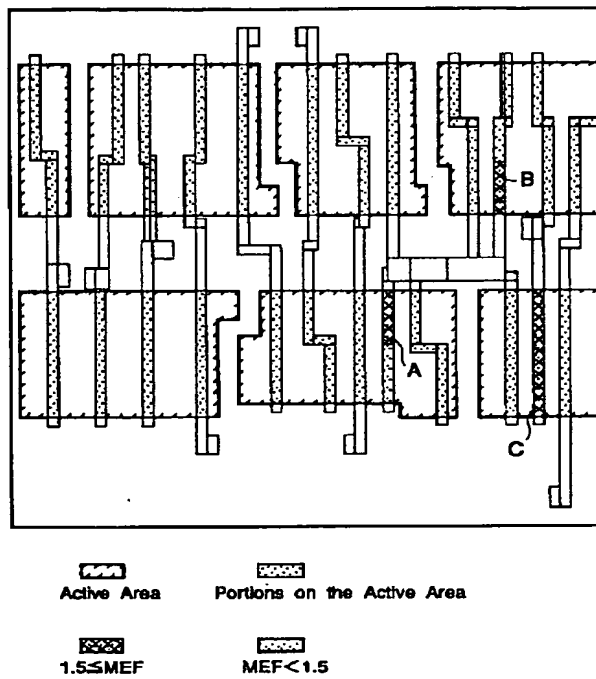 B
A
C
Active Area
Portions on the Active Area
1.5≦MEF
MEF<1.5